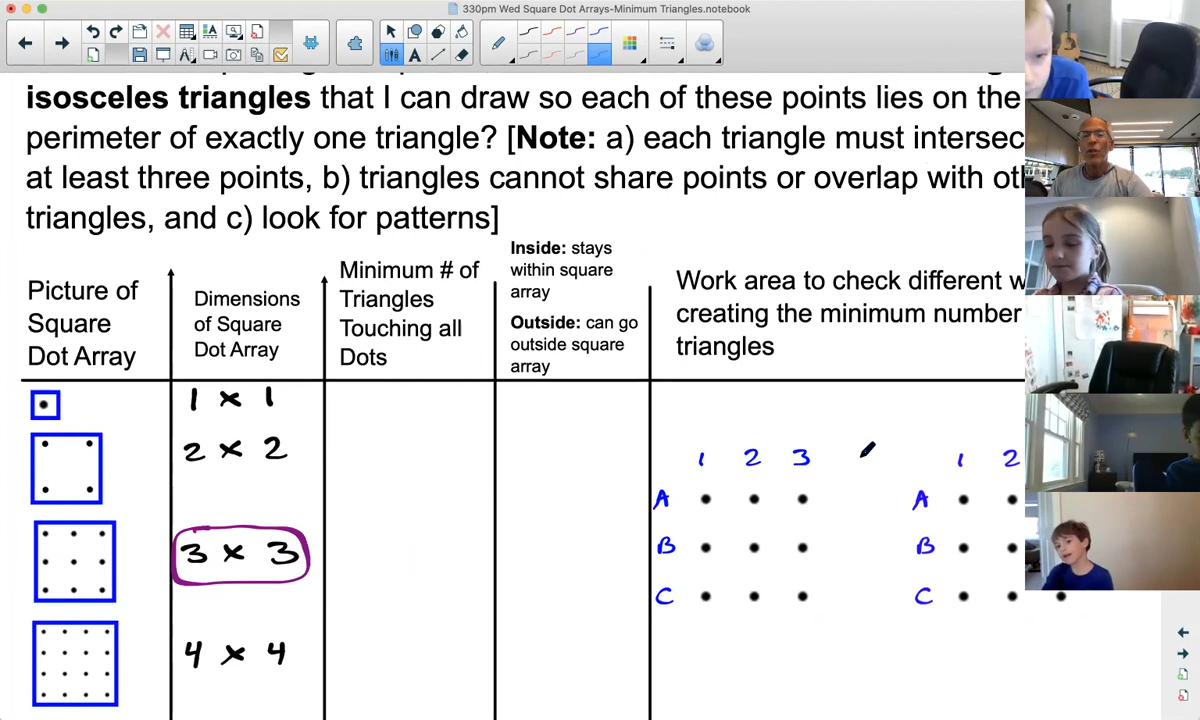 330pm Wed Square Dot Arrays-Minimum Triangles.notebook
isosceles triangles that I can draw so each of these points lies on the
perimeter of exactly one triangle? [Note: a) each triangle must intersec
at least three points, b) triangles cannot share points or overlap with
triangles, and c) look for patterns]
Picture of
Square
Dot Array
Dimensions
of Square
Dot Array
Minimum # of
Triangles
Touching all
Dots
Inside: stays
within square
array
Outside: can go
outside square
array
Work area to check different w
creating the minimum number
triangles
1 x 1
2 x 2
3 x 3
4 x 4
1 2 3
A
B
C
1 2
A
B
C